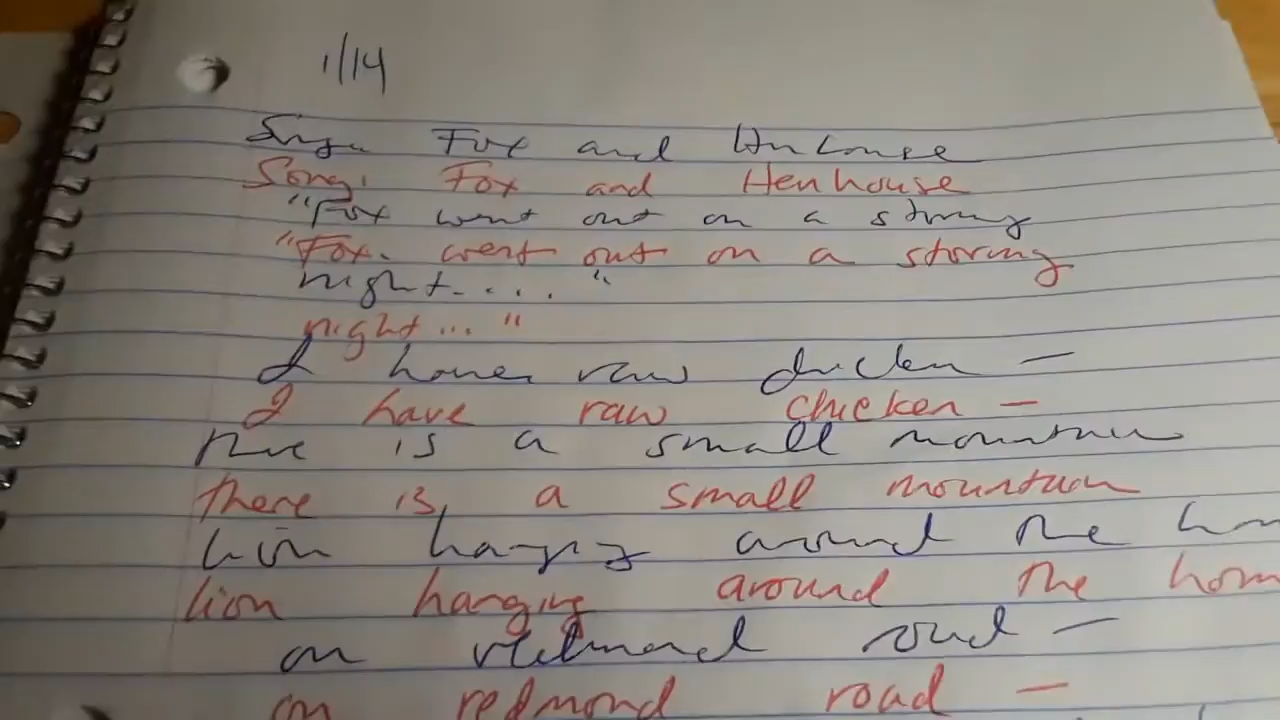 1/14
Song. Fox and Henhouse
Song. Fox and Henhouse
"Fox went out on a stormy
"Fox. went out on a stormy
night.... "
night... "
I have raw chicken –
I have raw chicken –
there is a small mountain
there is, a small mountain
lion hanging around the
lion hanging around the hom
on redmond road –
on redmond road –